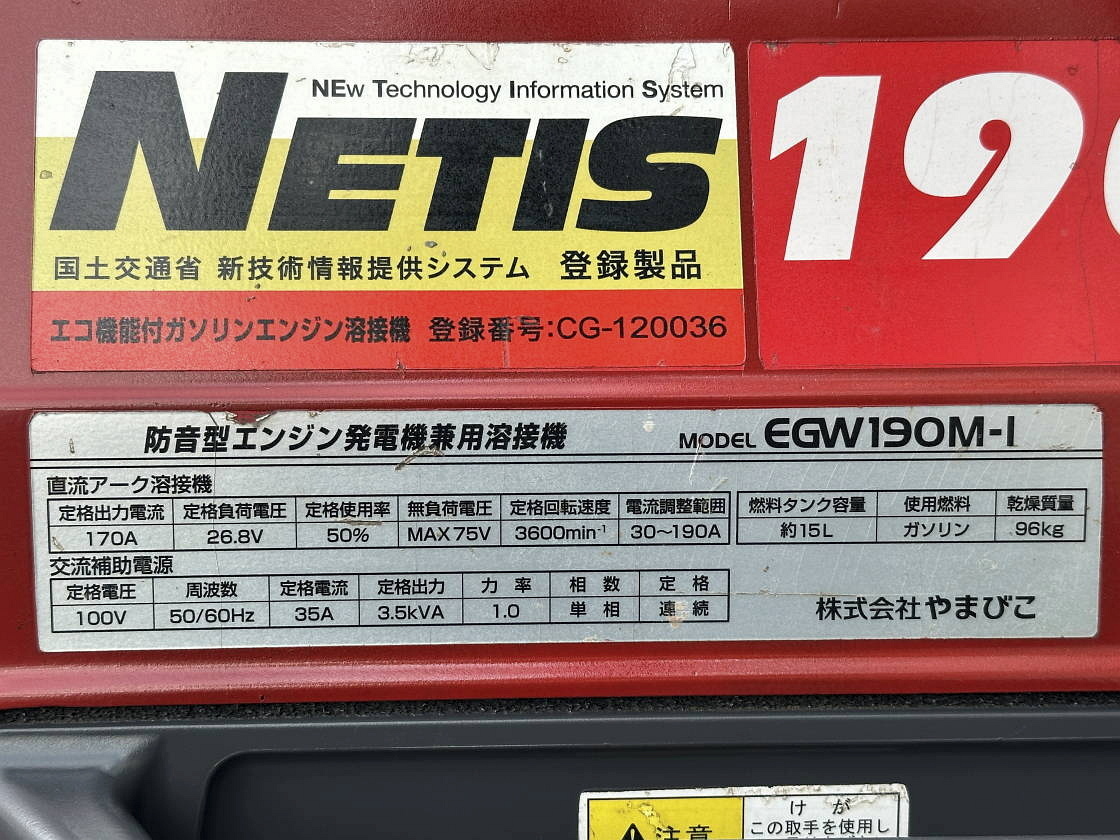 NEw Technology Information System
NETIS
国土交通省 新技術情報提供システム 登録製品
エコ機能付ガソリンエンジン溶接機 登録番号:CG-120036
19
防音型エンジン発電機兼用溶接機 MODEL EGW190M-I
直流アーク溶接機
定格出力電流 定格負荷電圧 定格使用率 無負荷電圧 定格回転速度 電流調整範囲 燃料タンク容量 使用燃料 乾燥質量
170A 26.8V 50% MAX75V 3600min⁻¹ 30～190A 約15L ガソリン 96kg
交流補助電源
定格電圧 周波数 定格電流 定格出力 力率 相数 定格
100V 50/60Hz 35A 3.5kVA 1.0 単相 連続
株式会社やまびこ
注意 けが
この取手を使用し